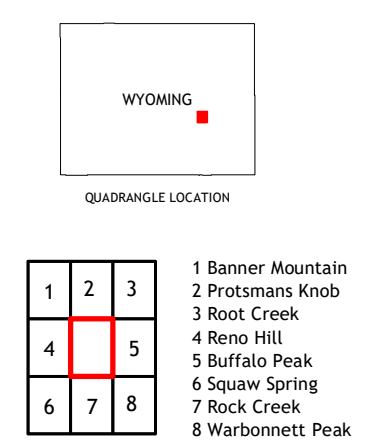 WYOMING
QUADRANGLE LOCATION
1 2 3
4 5
6 7 8
1 Banner Mountain
2 Protsmans Knob
3 Root Creek
4 Reno Hill
5 Buffalo Peak
6 Squaw Spring
7 Rock Creek
8 Warbonnett Peak